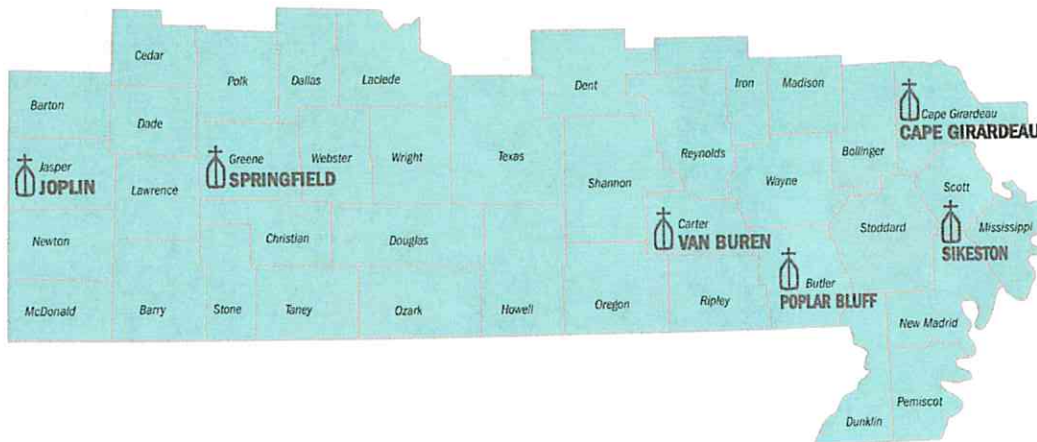 Cedar
Polk
Dallas
Laclede
Dent
Iron
Madison
Barton
Dade
Cape Girardeau
CAPE GIRARDEAU
Jasper
JOPLIN
Greene
SPRINGFIELD
Webster
Wright
Texas
Reynolds
Bollinger
Lawrence
Shannon
Wayne
Scott
Newton
Christian
Douglas
Carter
VAN BUREN
Stoddard
Mississippi
SIKESTON
McDonald
Barry
Stone
Taney
Ozark
Howell
Oregon
Ripley
Butler
POPLAR BLUFF
New Madrid
Pemiscot
Dunklin